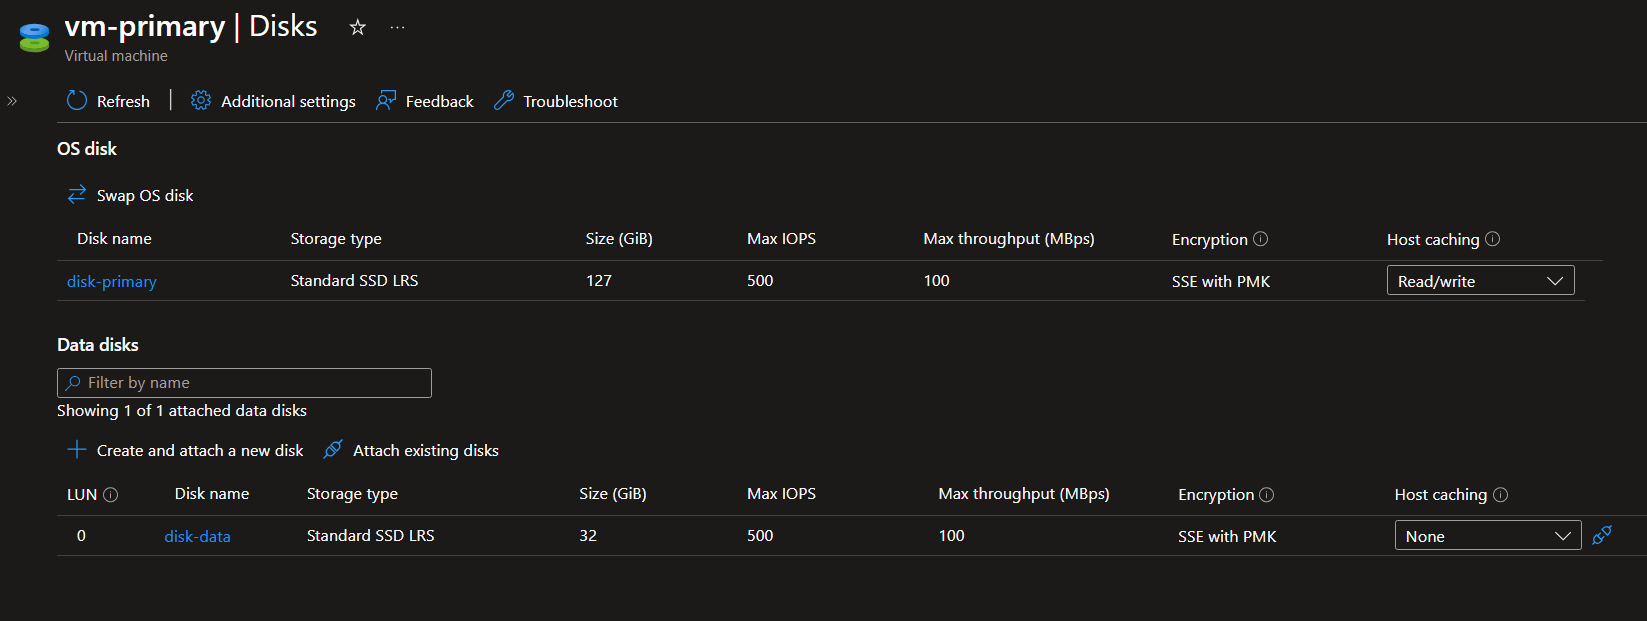 vm-primary | Disks
Virtual machine
Refresh | Additional settings Feedback Troubleshoot
OS disk
Swap OS disk
Disk name Storage type Size (GiB) Max IOPS Max throughput (MBps) Encryption Host caching
disk-primary Standard SSD LRS 127 500 100 SSE with PMK Read/write
Data disks
Filter by name
Showing 1 of 1 attached data disks
Create and attach a new disk Attach existing disks
LUN Disk name Storage type Size (GiB) Max IOPS Max throughput (MBps) Encryption Host caching
0 disk-data Standard SSD LRS 32 500 100 SSE with PMK None